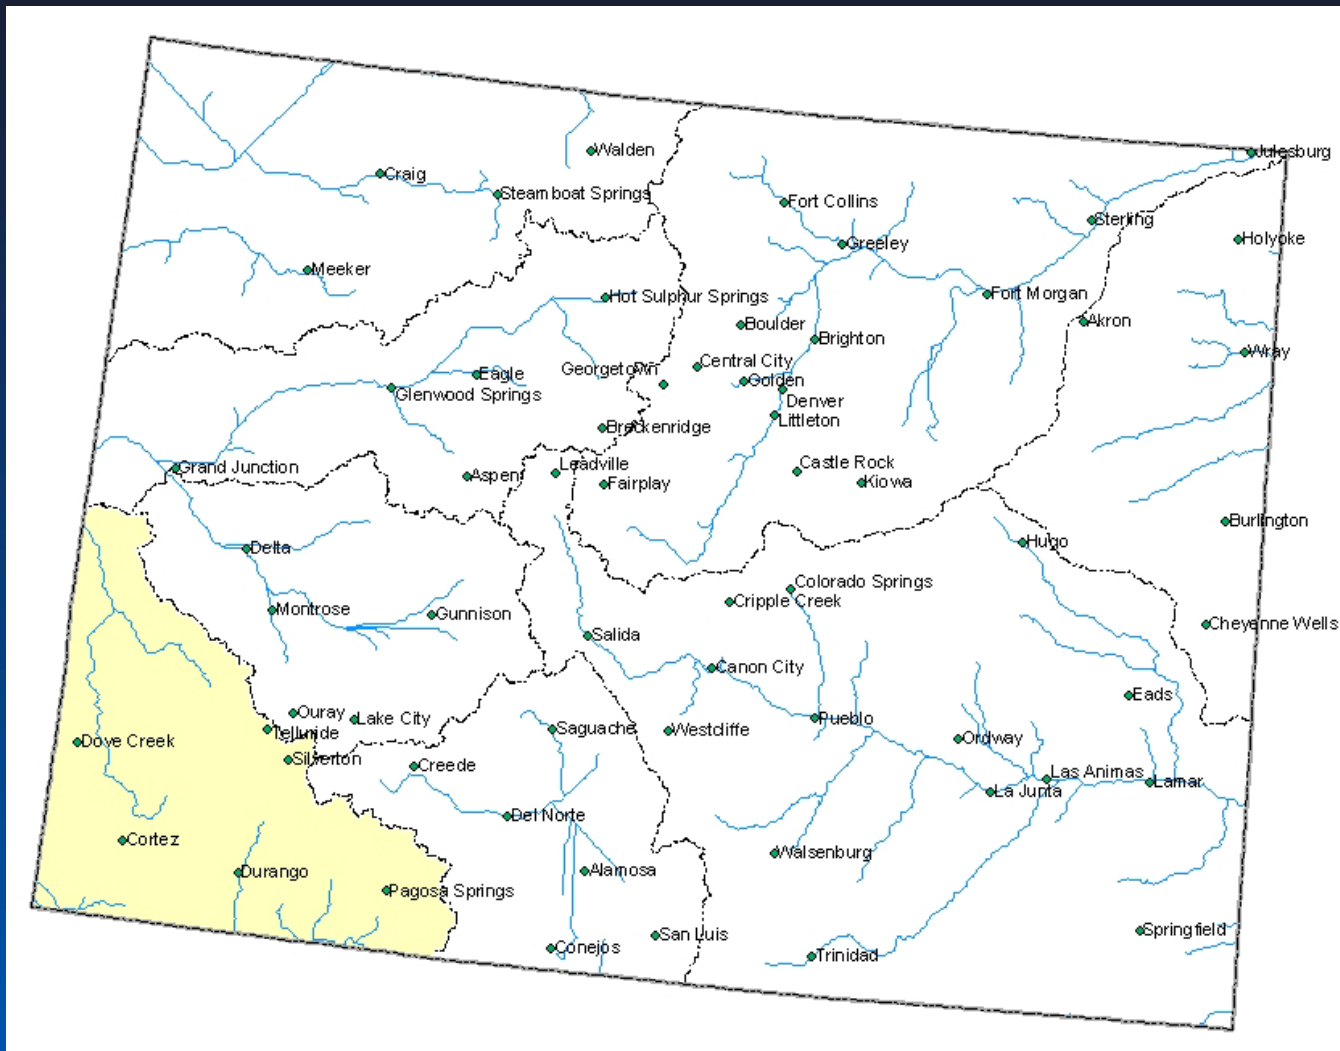 Julesburg
Walden
Craig
Steamboat Springs
Fort Collins
Sterling
Holyoke
Greeley
Meeker
Hot Sulphur Springs
Fort Morgan
Akron
Boulder
Brighton
Wray
Central City
Georgetown
Eagle
Golden
Glenwood Springs
Denver
Littleton
Breckenridge
Leadville
Castle Rock
Grand Junction
Aspen
Fairplay
Kiowa
Burlington
Delta
Hugo
Colorado Springs
Cripple Creek
Montrose
Gunnison
Cheyenne Wells
Salida
Canon City
Eads
Ouray
Lake City
Pueblo
Telluride
Saguache
Westcliffe
Ordway
Dove Creek
Silverton
Creede
Las Animas
Lamar
La Junta
Del Norte
Cortez
Walsenburg
Durango
Alamosa
Pagosa Springs
Springfield
San Luis
Conejos
Trinidad